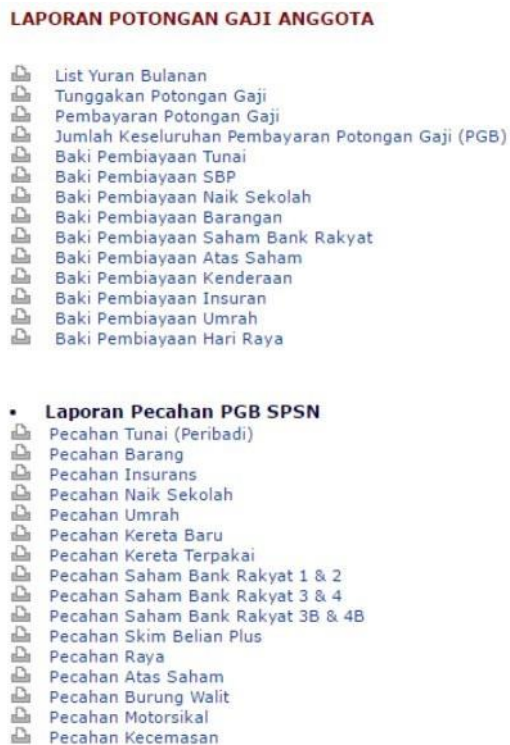 LAPORAN POTONGAN GAJI ANGGOTA
List Yuran Bulanan
Tunggakan Potongan Gaji
Pembayaran Potongan Gaji
Jumlah Keseluruhan Pembayaran Potongan Gaji (PGB)
Baki Pembiayaan Tunai
Baki Pembiayaan SBP
Baki Pembiayaan Naik Sekolah
Baki Pembiayaan Barangan
Baki Pembiayaan Saham Bank Rakyat
Baki Pembiayaan Atas Saham
Baki Pembiayaan Kenderaan
Baki Pembiayaan Insuran
Baki Pembiayaan Umrah
Baki Pembiayaan Hari Raya
• Laporan Pecahan PGB SPSN
Pecahan Tunai (Peribadi)
Pecahan Barang
Pecahan Insurans
Pecahan Naik Sekolah
Pecahan Umrah
Pecahan Kereta Baru
Pecahan Kereta Terpakai
Pecahan Saham Bank Rakyat 1 & 2
Pecahan Saham Bank Rakyat 3 & 4
Pecahan Saham Bank Rakyat 3B & 4B
Pecahan Skim Belian Plus
Pecahan Raya
Pecahan Atas Saham
Pecahan Burung Walit
Pecahan Motorsikal
Pecahan Kecemasan